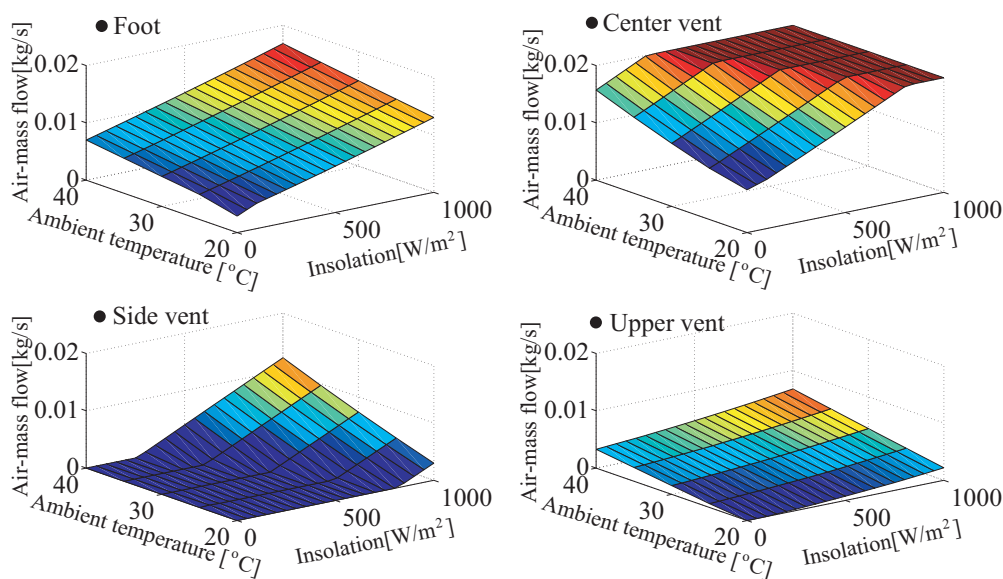 ● Foot
Air-mass flow[kg/s]
0.02
0.01
0
40
30
20
Ambient temperature [°C]
0
500
1000
Insolation[W/m²]
● Center vent
Air-mass flow[kg/s]
0.02
0.01
0
40
30
20
Ambient temperature [°C]
0
500
1000
Insolation[W/m²]
● Side vent
Air-mass flow[kg/s]
0.02
0.01
0
40
30
20
Ambient temperature [°C]
0
500
1000
Insolation[W/m²]
● Upper vent
Air-mass flow[kg/s]
0.02
0.01
0
40
30
20
Ambient temperature [°C]
0
500
1000
Insolation[W/m²]